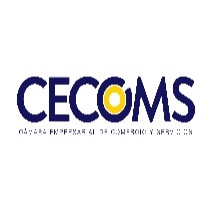 CECOMS
CÁMARA EMPRESARIAL DE COMERCIO Y SERVICIOS